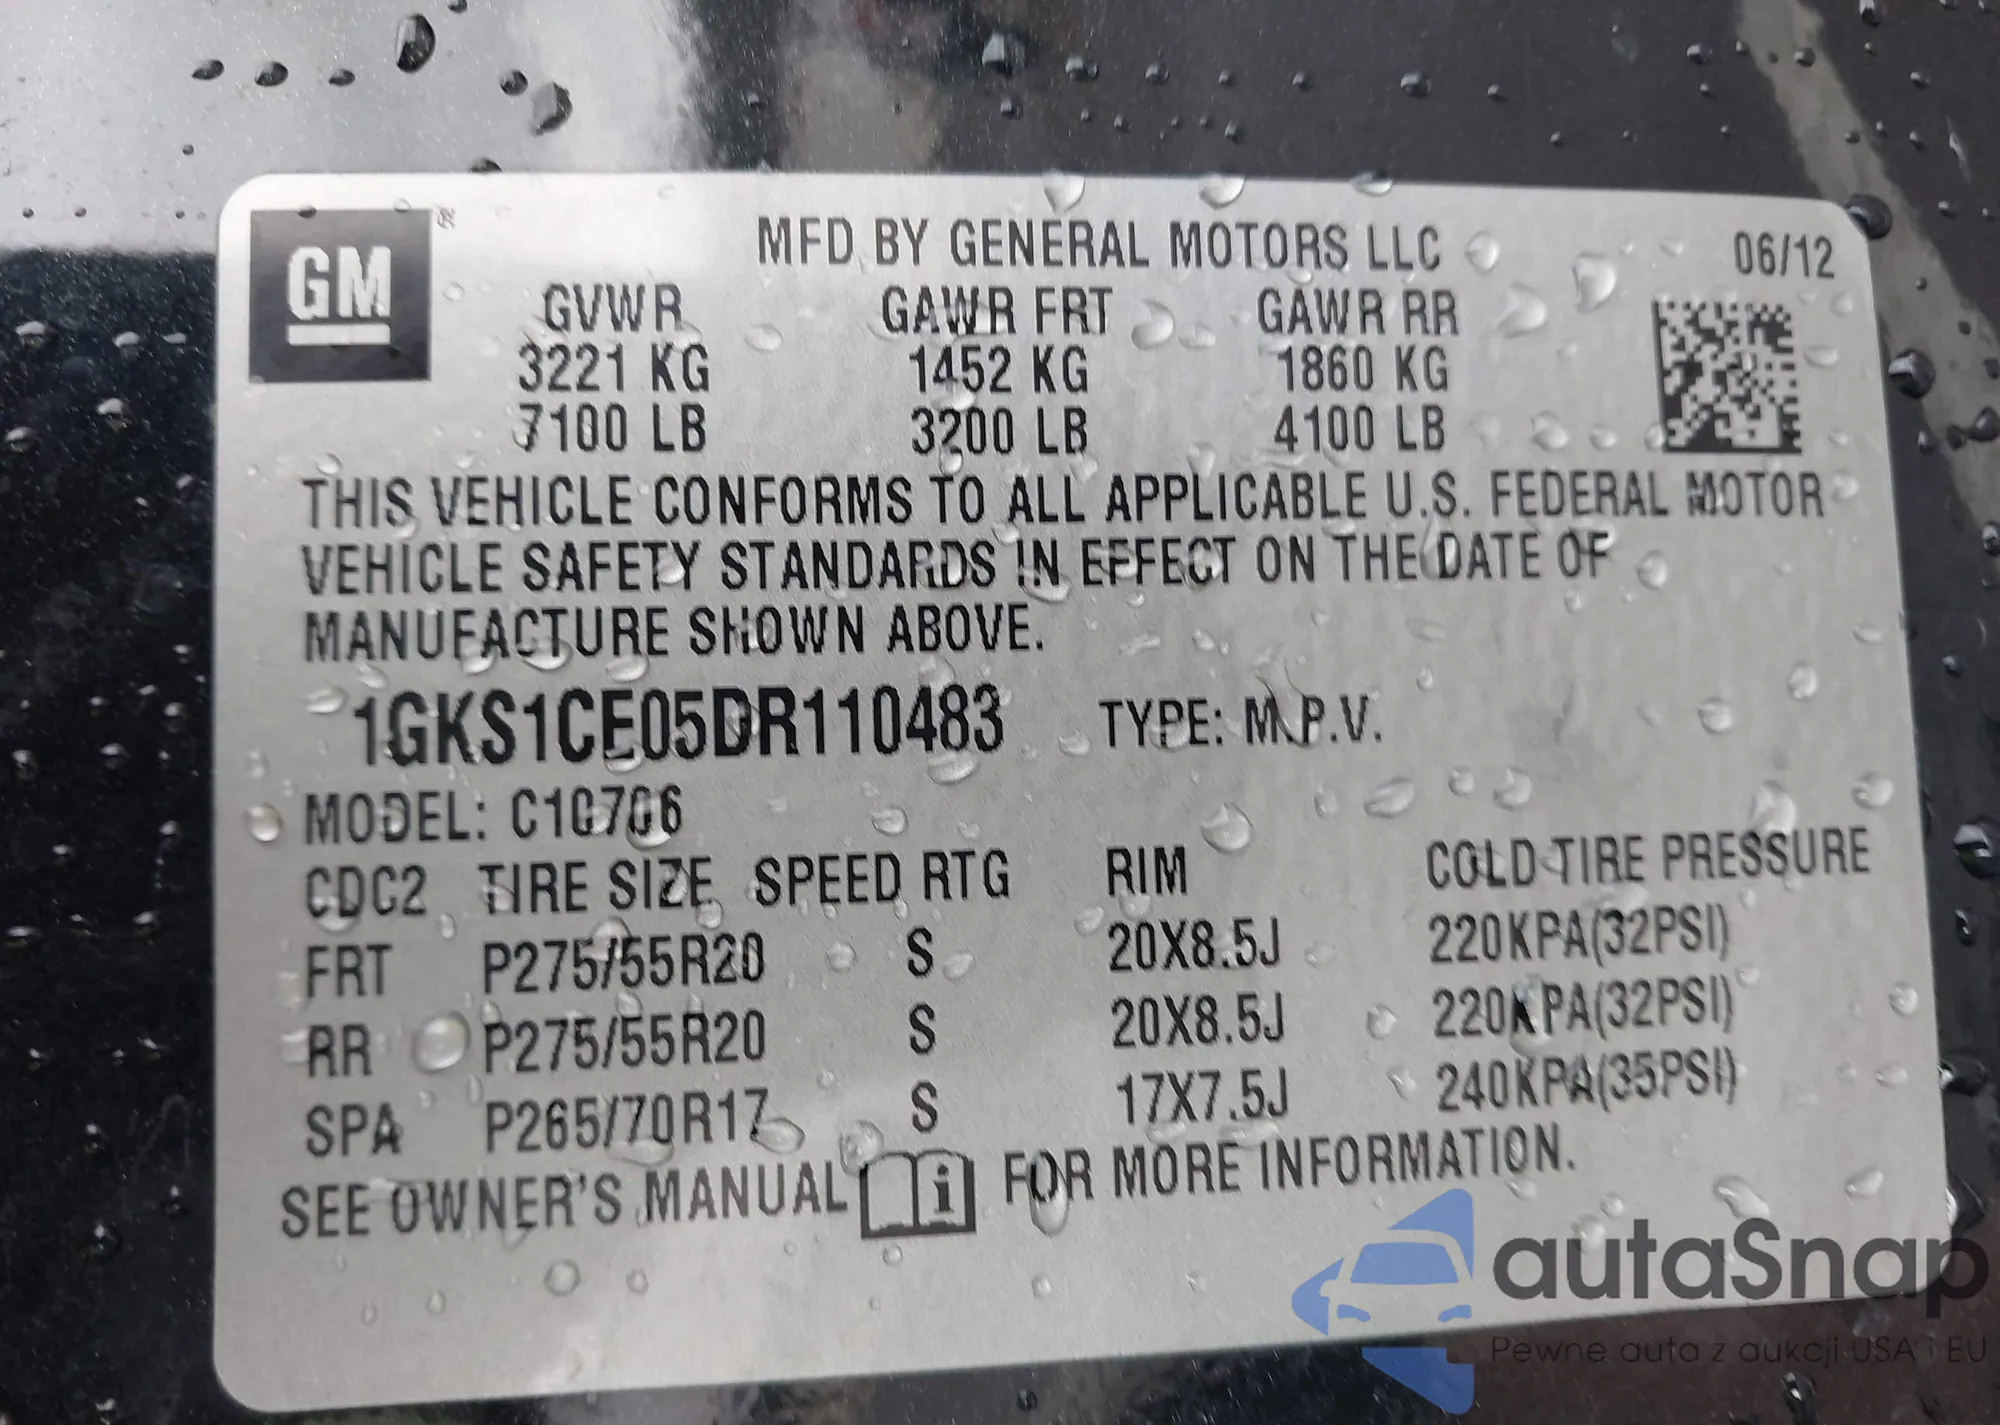 GM
MFD BY GENERAL MOTORS LLC 06/12
GVWR GAWR FRT GAWR RR
3221 KG 1452 KG 1860 KG
7100 LB 3200 LB 4100 LB
THIS VEHICLE CONFORMS TO ALL APPLICABLE U.S. FEDERAL MOTOR
VEHICLE SAFETY STANDARDS IN EFFECT ON THE DATE OF
MANUFACTURE SHOWN ABOVE.
1GKS1CE05DR110483 TYPE: M.P.V.
MODEL: C10706
CDC2 TIRE SIZE SPEED RTG RIM COLD TIRE PRESSURE
FRT P275/55R20 S 20X8.5J 220KPA(32PSI)
RR P275/55R20 S 20X8.5J 220KPA(32PSI)
SPA P265/70R17 S 17X7.5J 240KPA(35PSI)
SEE OWNER'S MANUAL i FOR MORE INFORMATION.
autaSnap
Pewne auta z aukcji USA i EU